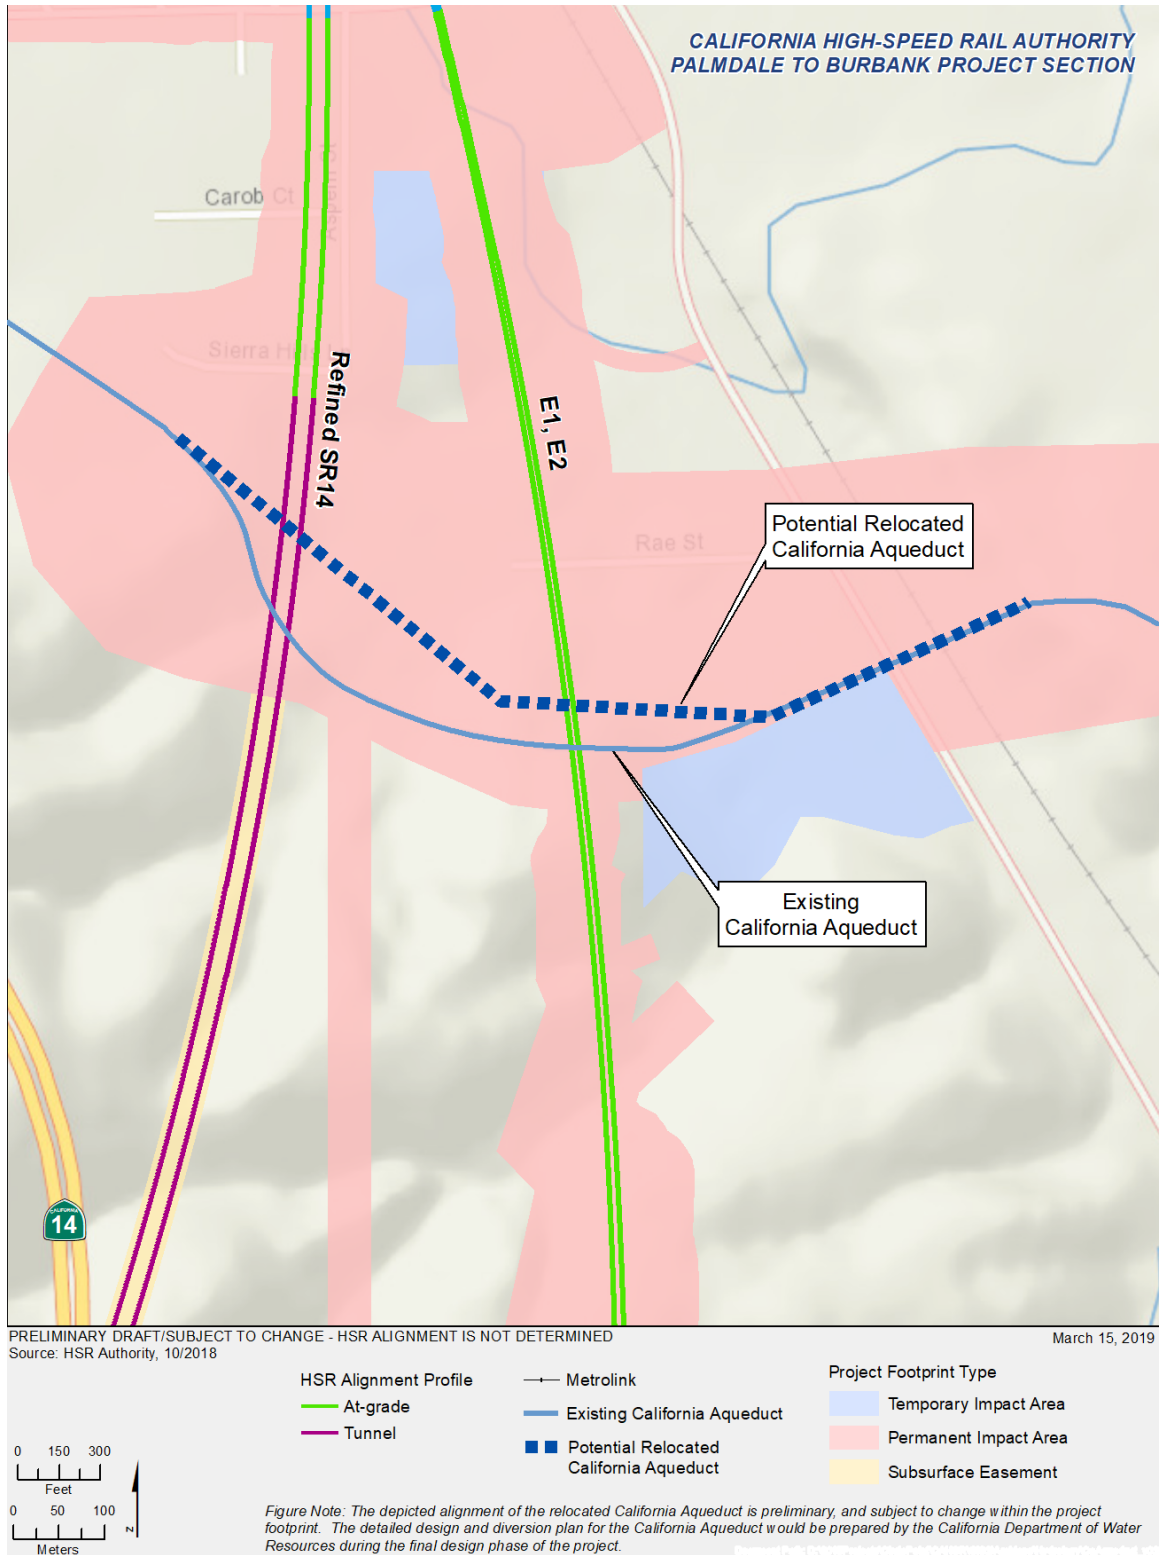 CALIFORNIA HIGH-SPEED RAIL AUTHORITY
PALMDALE TO BURBANK PROJECT SECTION
Carob Ct
Aspen St
Sierra
Refined SR14
E1, E2
Rae St
Potential Relocated
California Aqueduct
Existing
California Aqueduct
CALIFORNIA
14
PRELIMINARY DRAFT/SUBJECT TO CHANGE - HSR ALIGNMENT IS NOT DETERMINED
Source: HSR Authority, 10/2018
March 15, 2019
HSR Alignment Profile
At-grade
Tunnel
Metrolink
Existing California Aqueduct
Potential Relocated
California Aqueduct
Project Footprint Type
Temporary Impact Area
Permanent Impact Area
Subsurface Easement
0 150 300
Feet
0 50 100
Meters
N
Figure Note: The depicted alignment of the relocated California Aqueduct is preliminary, and subject to change within the project
footprint. The detailed design and diversion plan for the California Aqueduct would be prepared by the California Department of Water
Resources during the final design phase of the project.